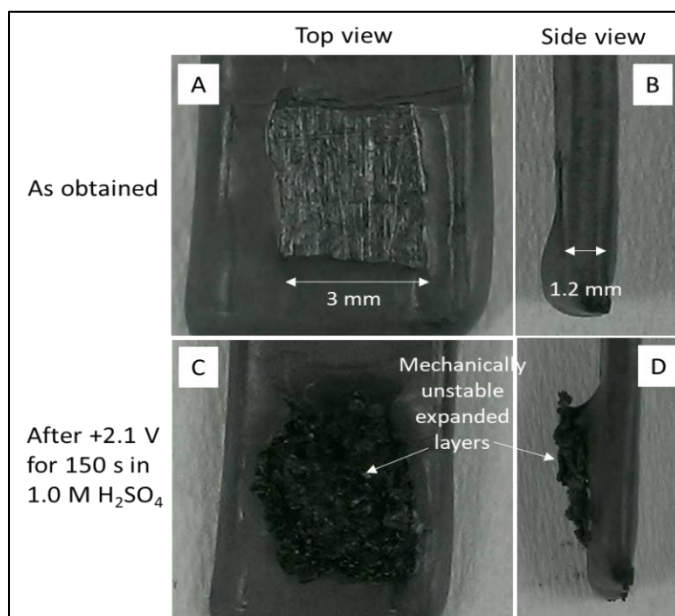 Top view
Side view
A
B
As obtained
3 mm
1.2 mm
C
D
Mechanically
unstable
expanded
layers
After +2.1 V
for 150 s in
1.0 M H₂SO₄